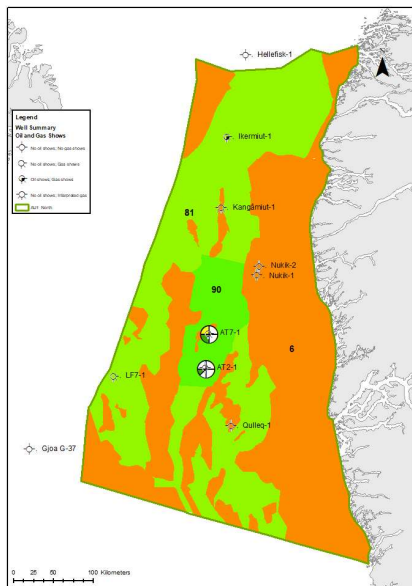 Hellefisk-1
Legend
Well Summary
Oil and Gas Shows
No oil shows, No gas shows
No oil shows, Gas shows
Oil shows, Gas shows
No oil shows, Interpreted gas
North
Ikermiut-1
Kangâmiut-1
81
Nukik-2
Nukik-1
90
AT7-1
6
AT2-1
LF7-1
Qulleq-1
Gjoa G-37
0 25 50 100 Kilometers